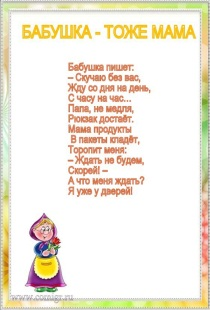 БАБУШКА - ТОЖЕ МАМА
Бабушка пишет:
– Скучаю без вас,
Жду со дня на день,
С часу на час...
Папа, не медля,
Рюкзак достаёт.
Мама продукты
В пакеты кладёт,
Торопит меня:
– Ждать не будем,
Скорей! –
А что меня ждать?
Я уже у дверей!